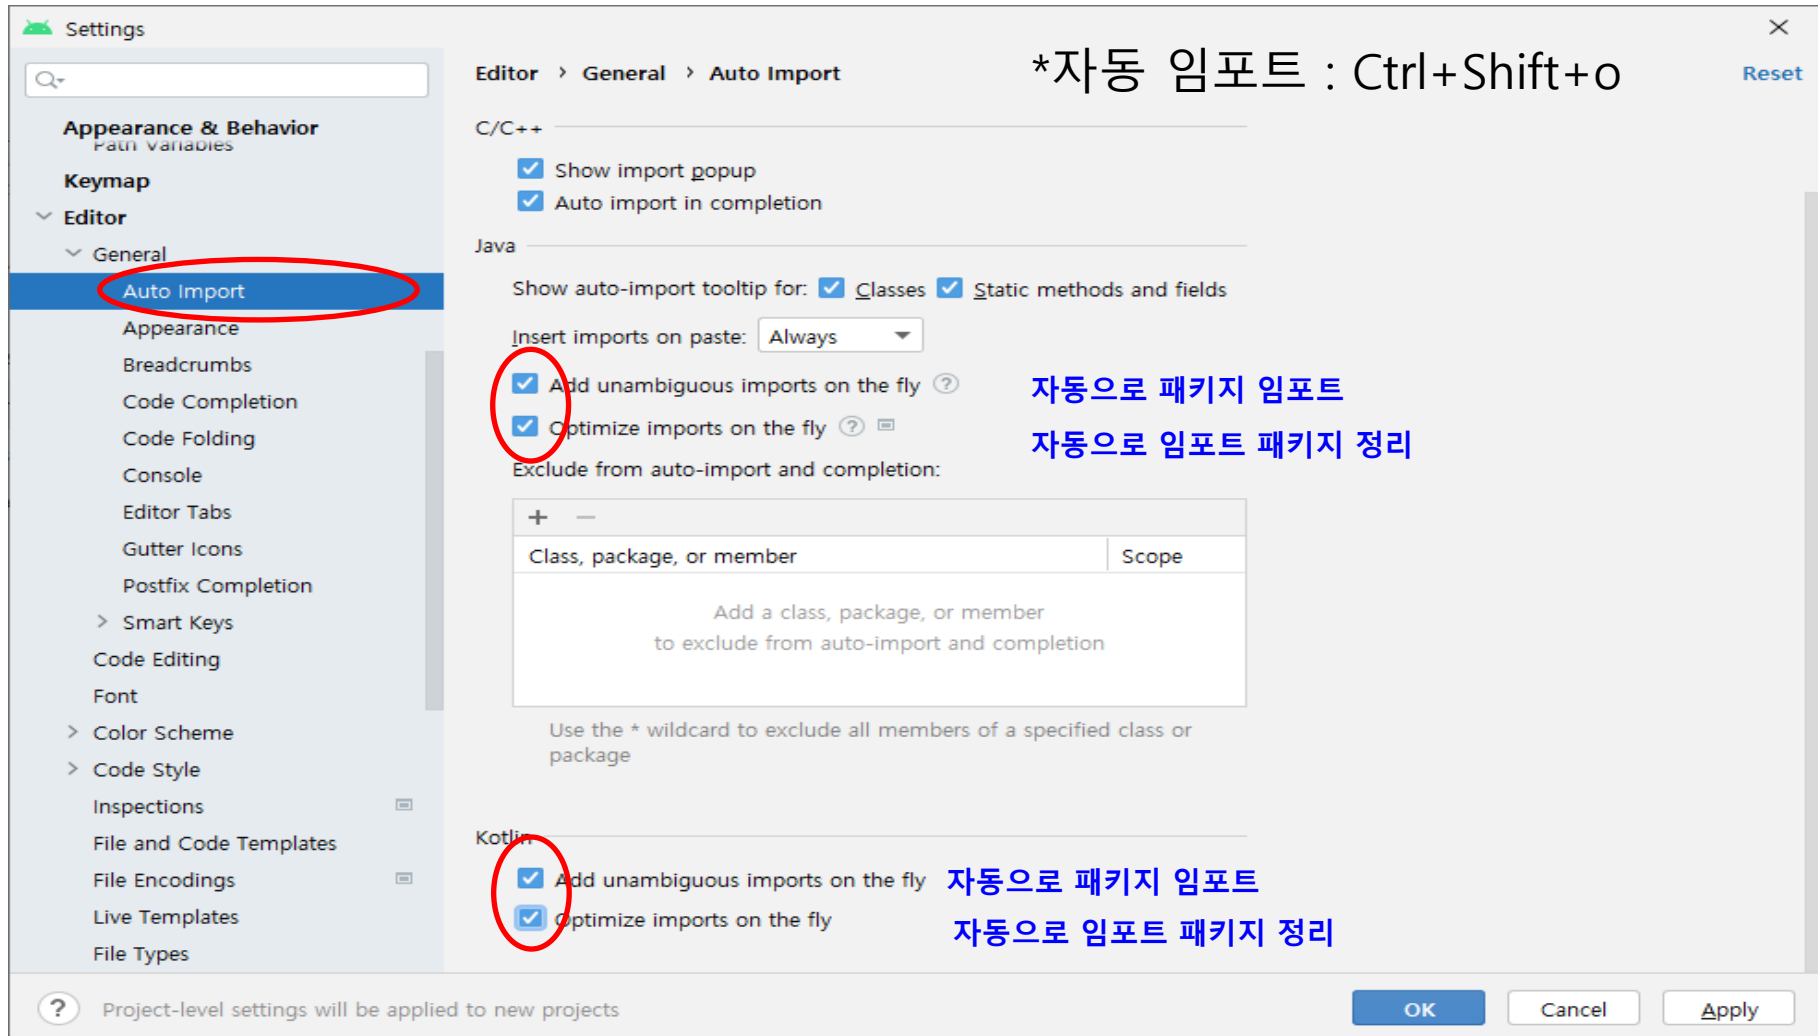 Settings
Editor > General > Auto Import
*자동 임포트 : Ctrl+Shift+o
Reset
Appearance & Behavior
Path Variables
Keymap
Editor
General
Auto Import
Appearance
Breadcrumbs
Code Completion
Code Folding
Console
Editor Tabs
Gutter Icons
Postfix Completion
Smart Keys
Code Editing
Font
Color Scheme
Code Style
Inspections
File and Code Templates
File Encodings
Live Templates
File Types
C/C++
Show import popup
Auto import in completion
Java
Show auto-import tooltip for: Classes Static methods and fields
Insert imports on paste: Always
Add unambiguous imports on the fly ? 자동으로 패키지 임포트
Optimize imports on the fly ? 자동으로 임포트 패키지 정리
Exclude from auto-import and completion:
+ −
Class, package, or member Scope
Add a class, package, or member
to exclude from auto-import and completion
Use the * wildcard to exclude all members of a specified class or
package
Kotlin
Add unambiguous imports on the fly 자동으로 패키지 임포트
Optimize imports on the fly 자동으로 임포트 패키지 정리
? Project-level settings will be applied to new projects
OK Cancel Apply